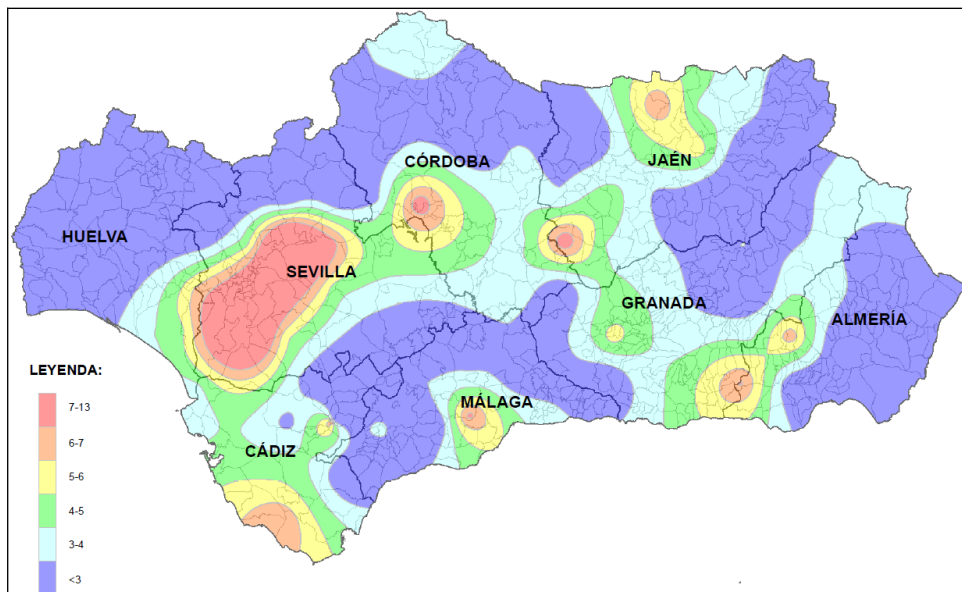 CÓRDOBA
JAÉN
HUELVA
SEVILLA
GRANADA
ALMERÍA
LEYENDA:
MÁLAGA
CÁDIZ
7-13
6-7
5-6
4-5
3-4
<3